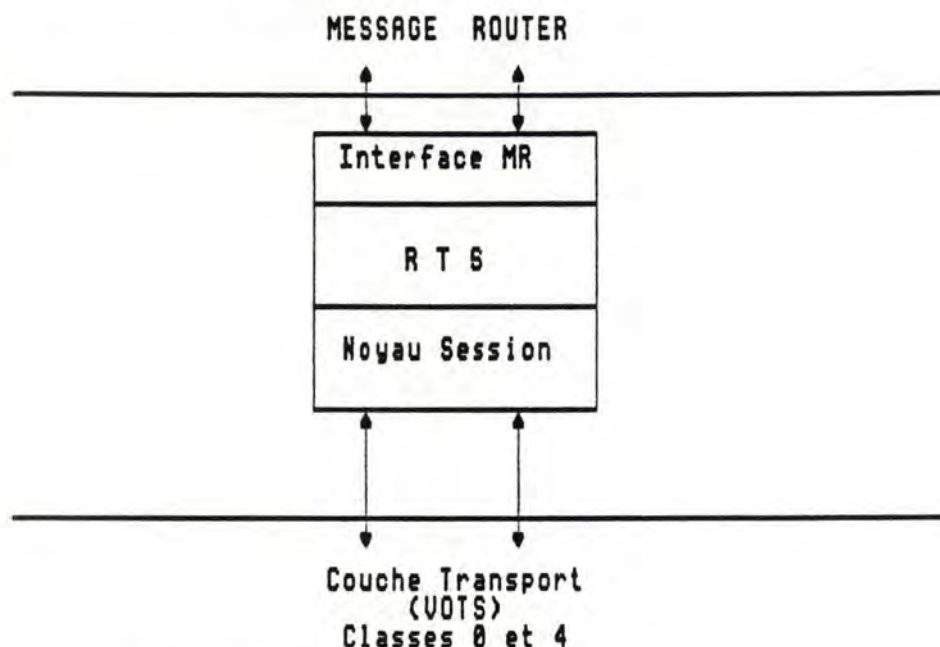 MESSAGE ROUTER
Interface MR
R T S
Noyau Session
Couche Transport
(VOTS)
Classes 0 et 4